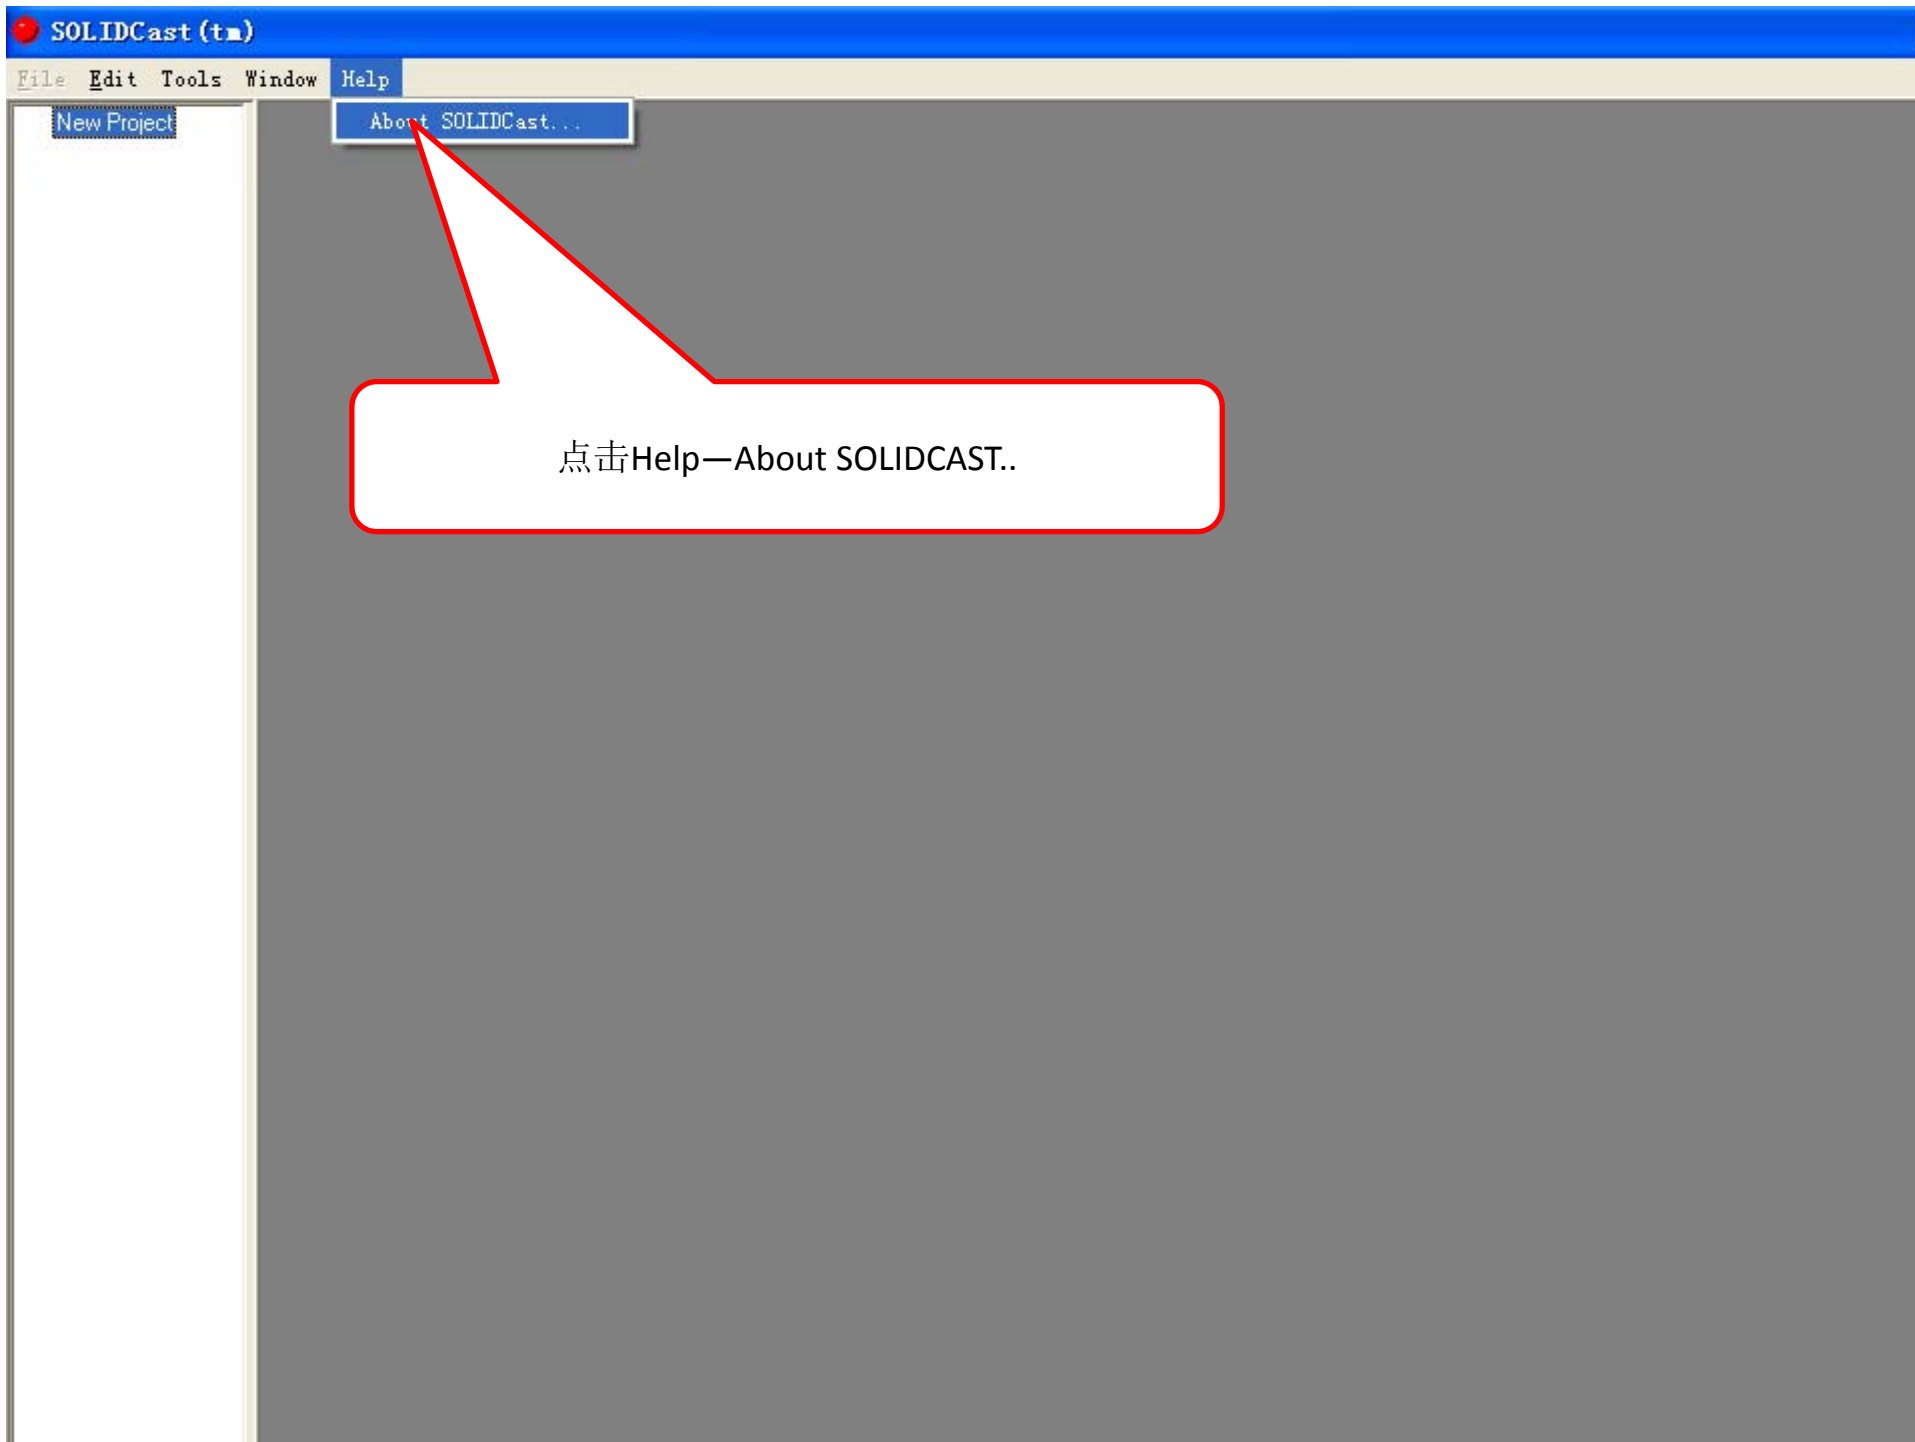 SOLIDCast(tm)
File Edit Tools Window Help
New Project
About SOLIDCast...
点击Help—About SOLIDCAST..